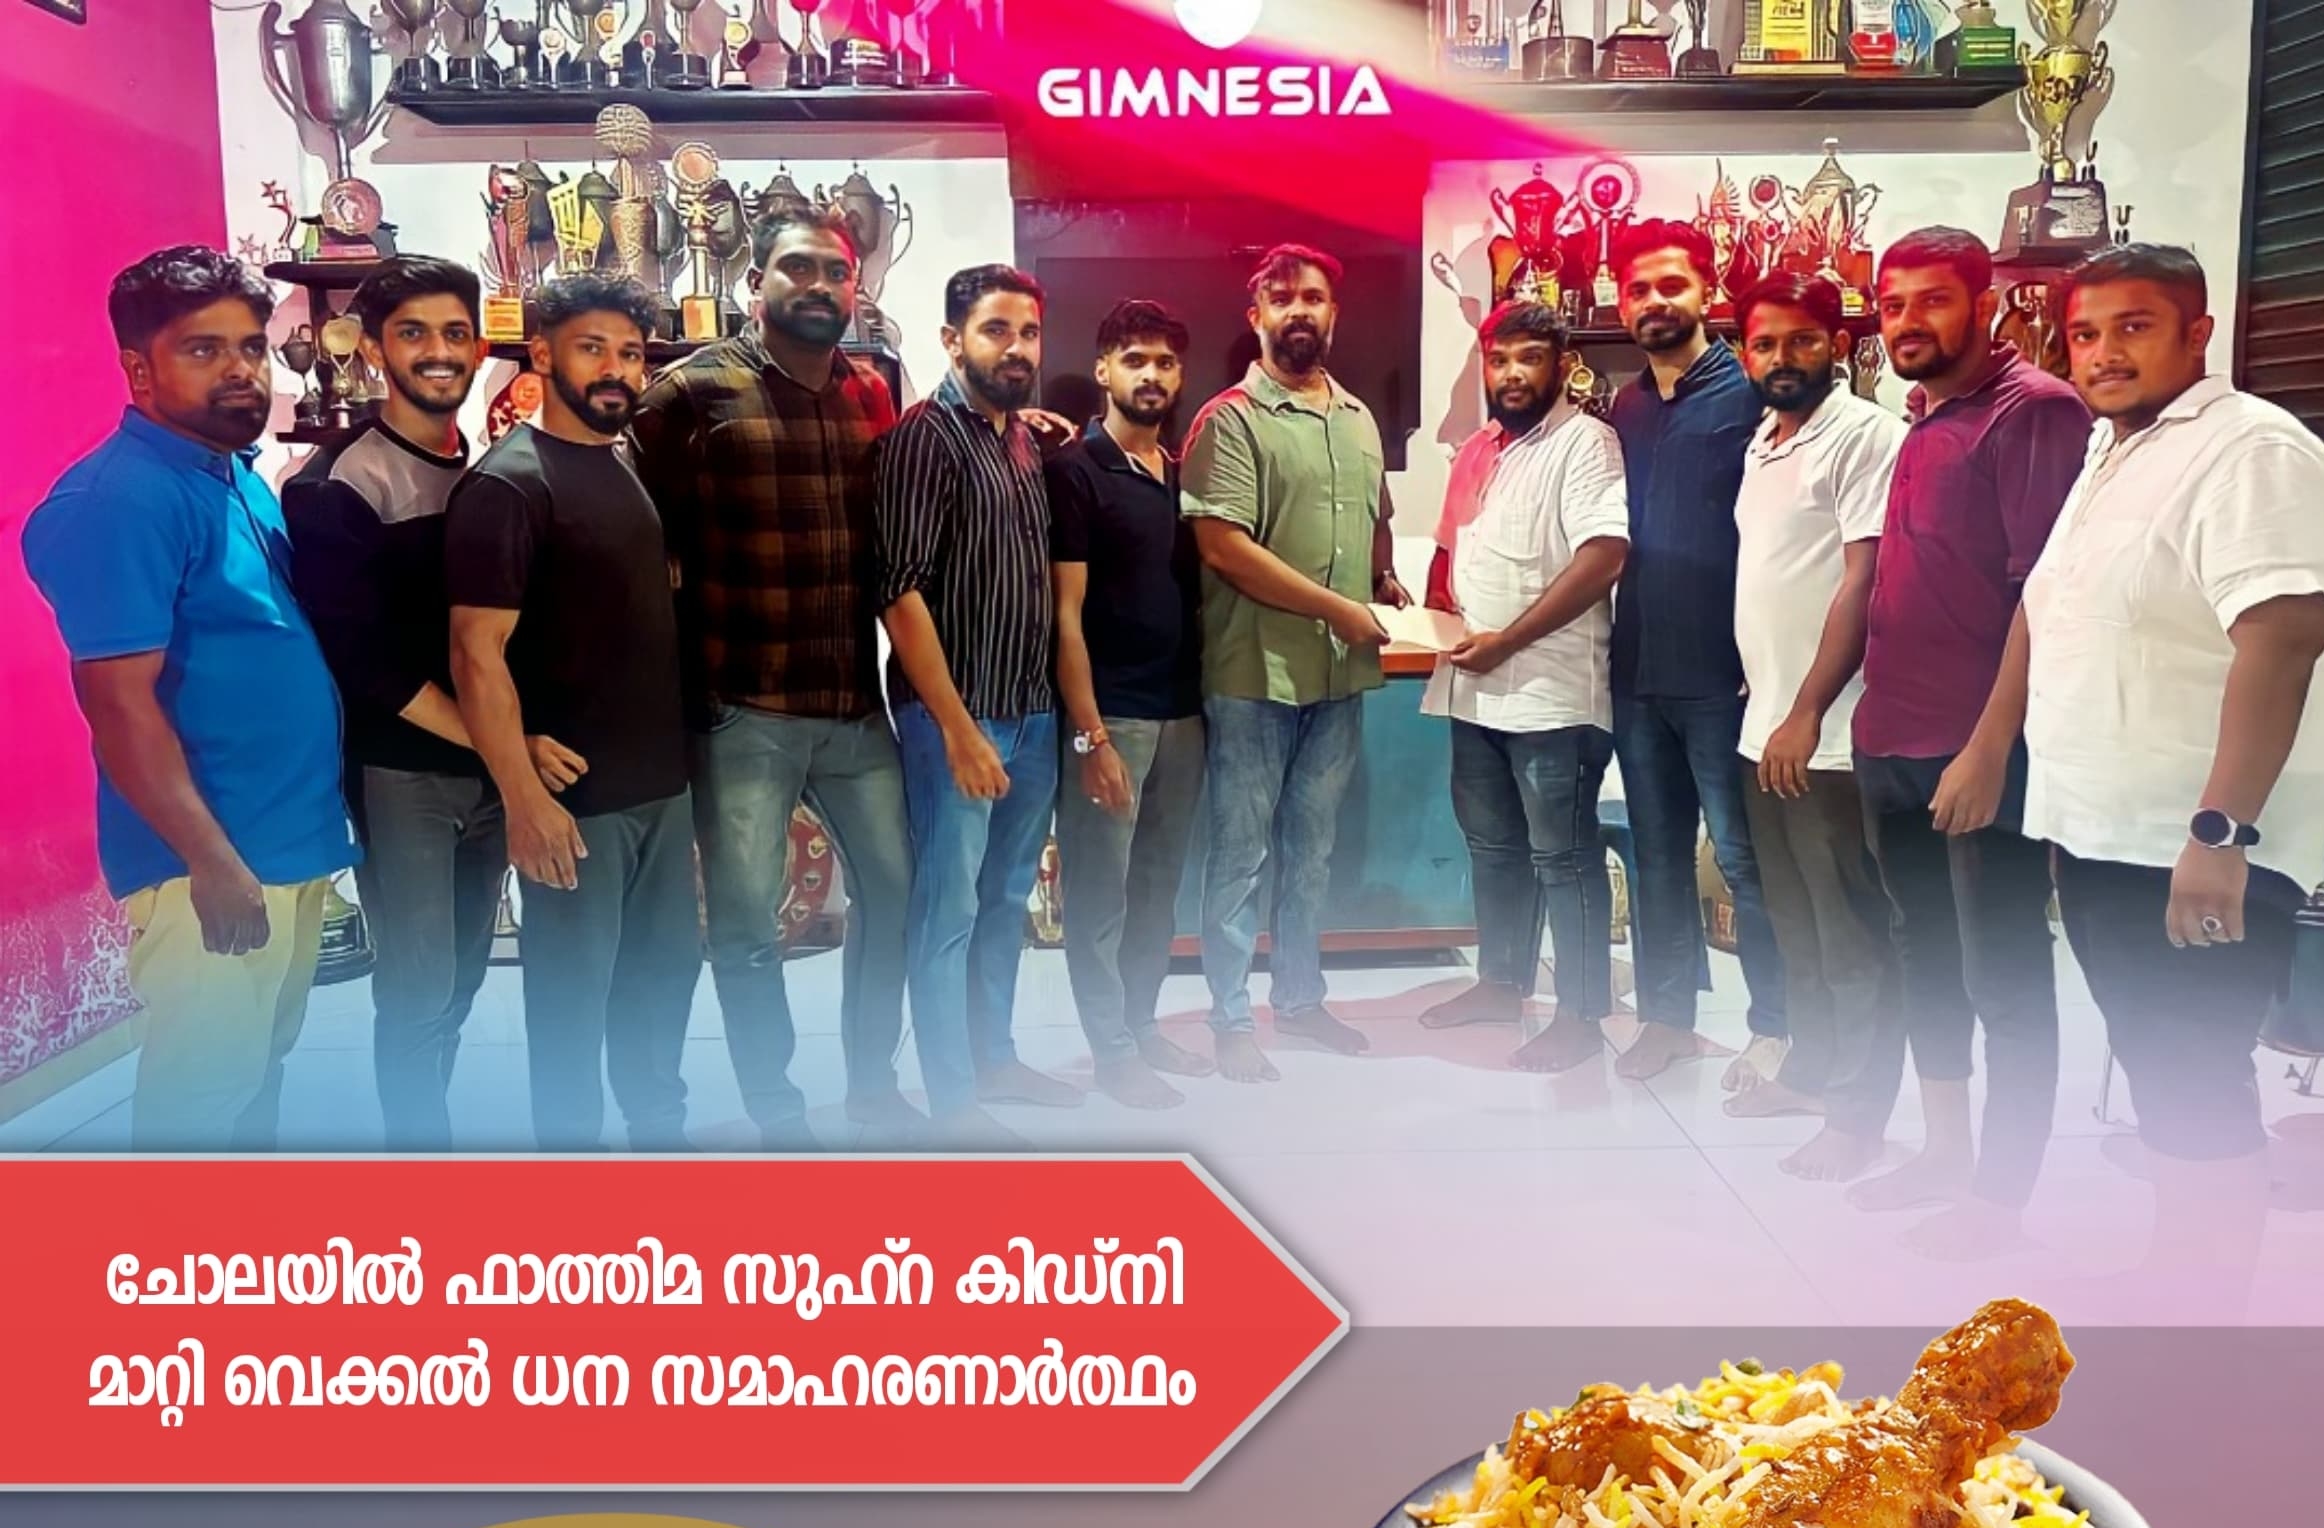 GIMNESIA
ചോലയിൽ ഫാത്തിമ സുഹ്റ കിഡ്നി
മാറ്റി വെക്കൽ ധന സമാഹരണാർത്ഥം